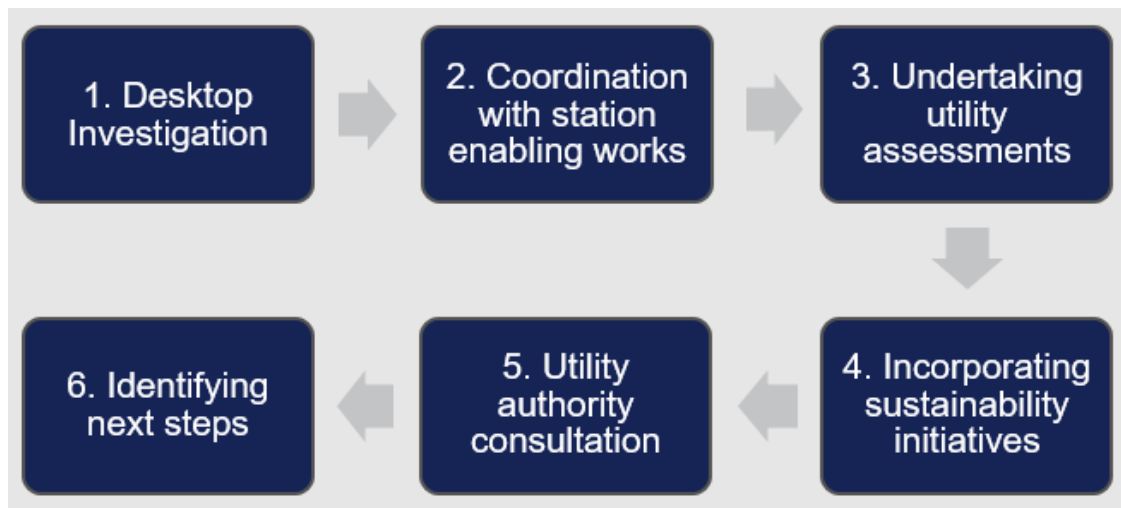 1. Desktop
Investigation
2. Coordination
with station
enabling works
3. Undertaking
utility
assessments
4. Incorporating
sustainability
initiatives
5. Utility
authority
consultation
6. Identifying
next steps